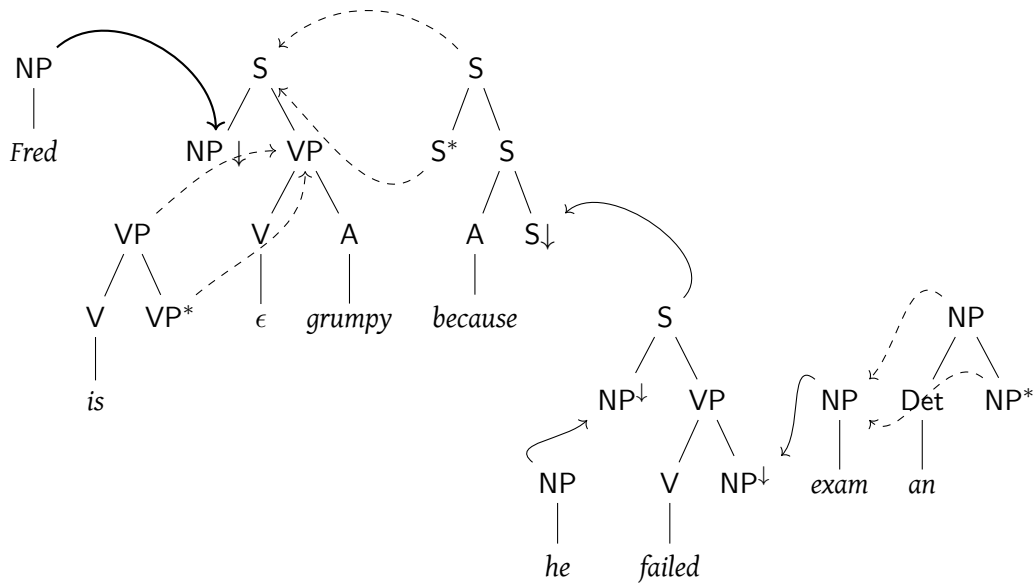 NP S S
Fred NP ↓ VP S* S
VP V A A S↓
V VP* ϵ grumpy because S NP
is NP↓ VP NP Det NP*
NP V NP↓ exam an
he failed